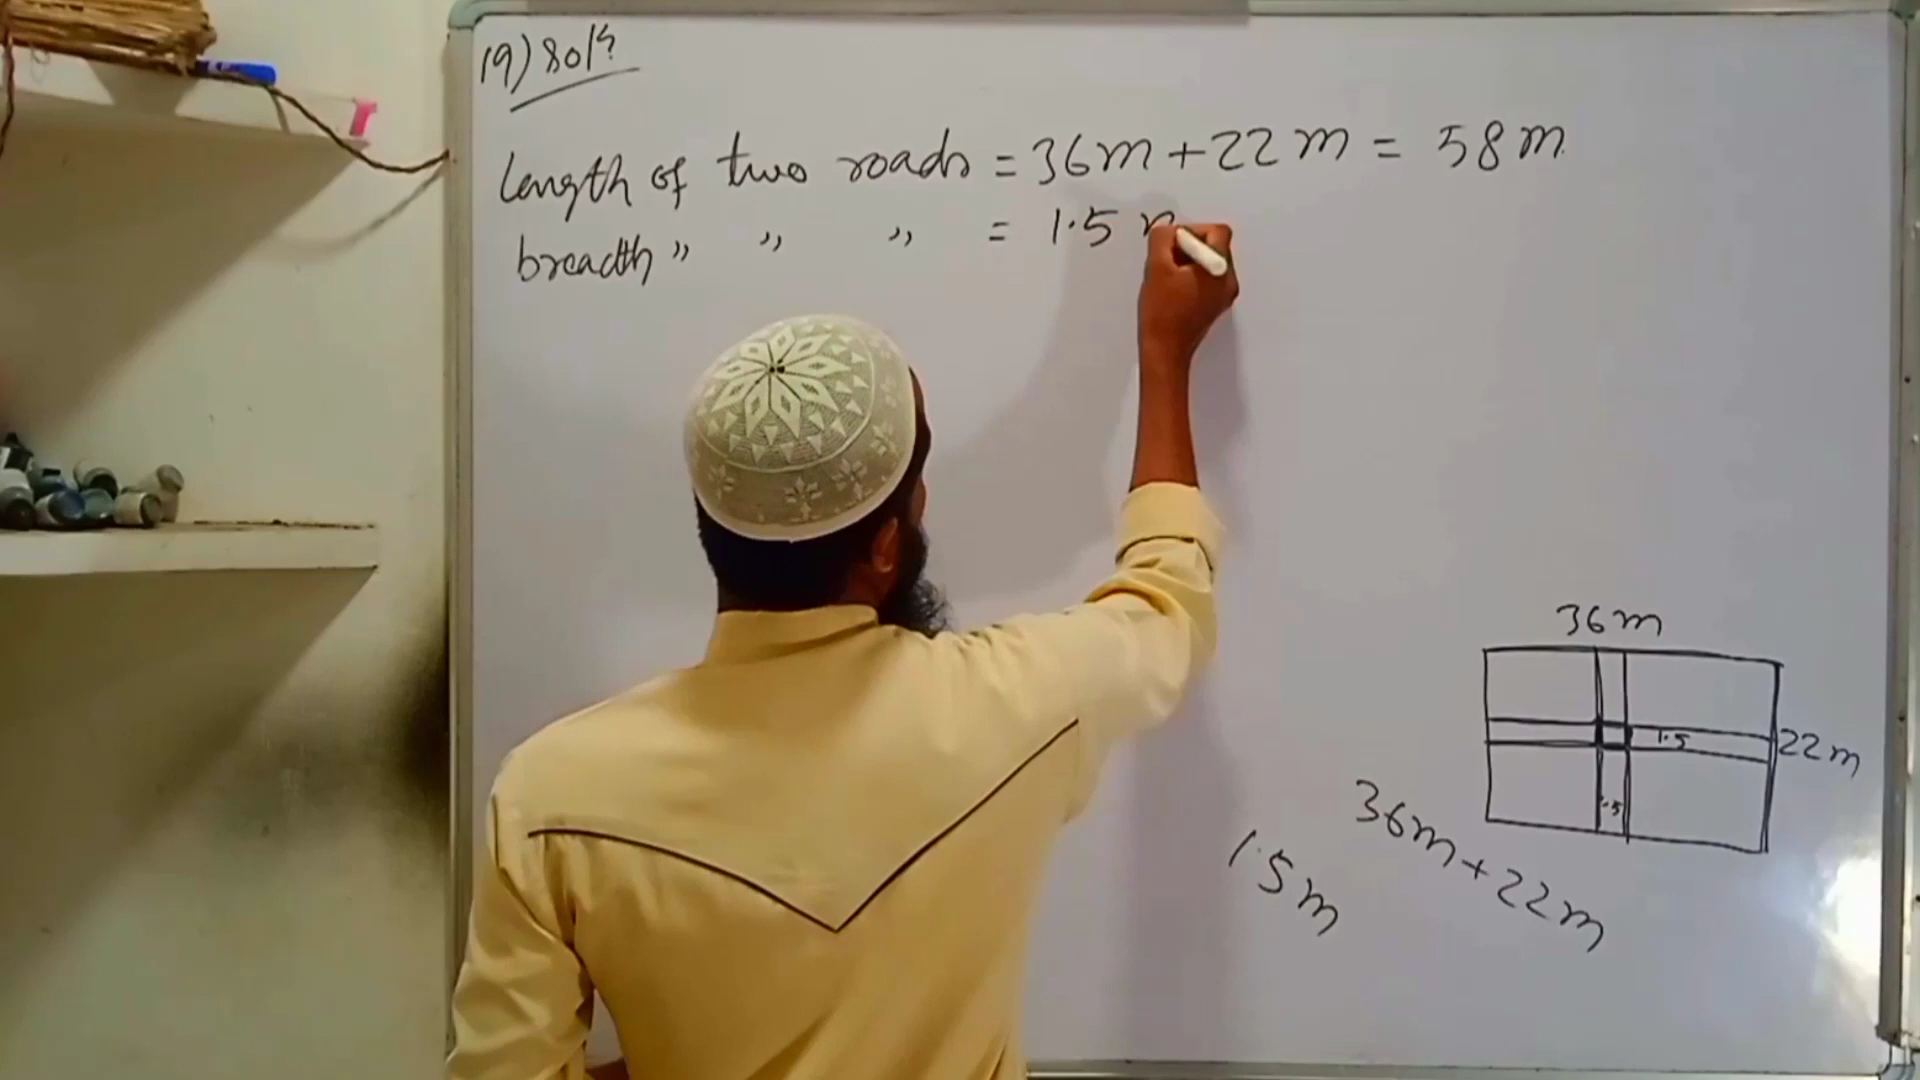 19) Sol?
Length of two roads = 36m + 22m = 58m.
breadth " " " = 1.5 m
36m
1.5
22m
1.5
36m + 22m
1.5m